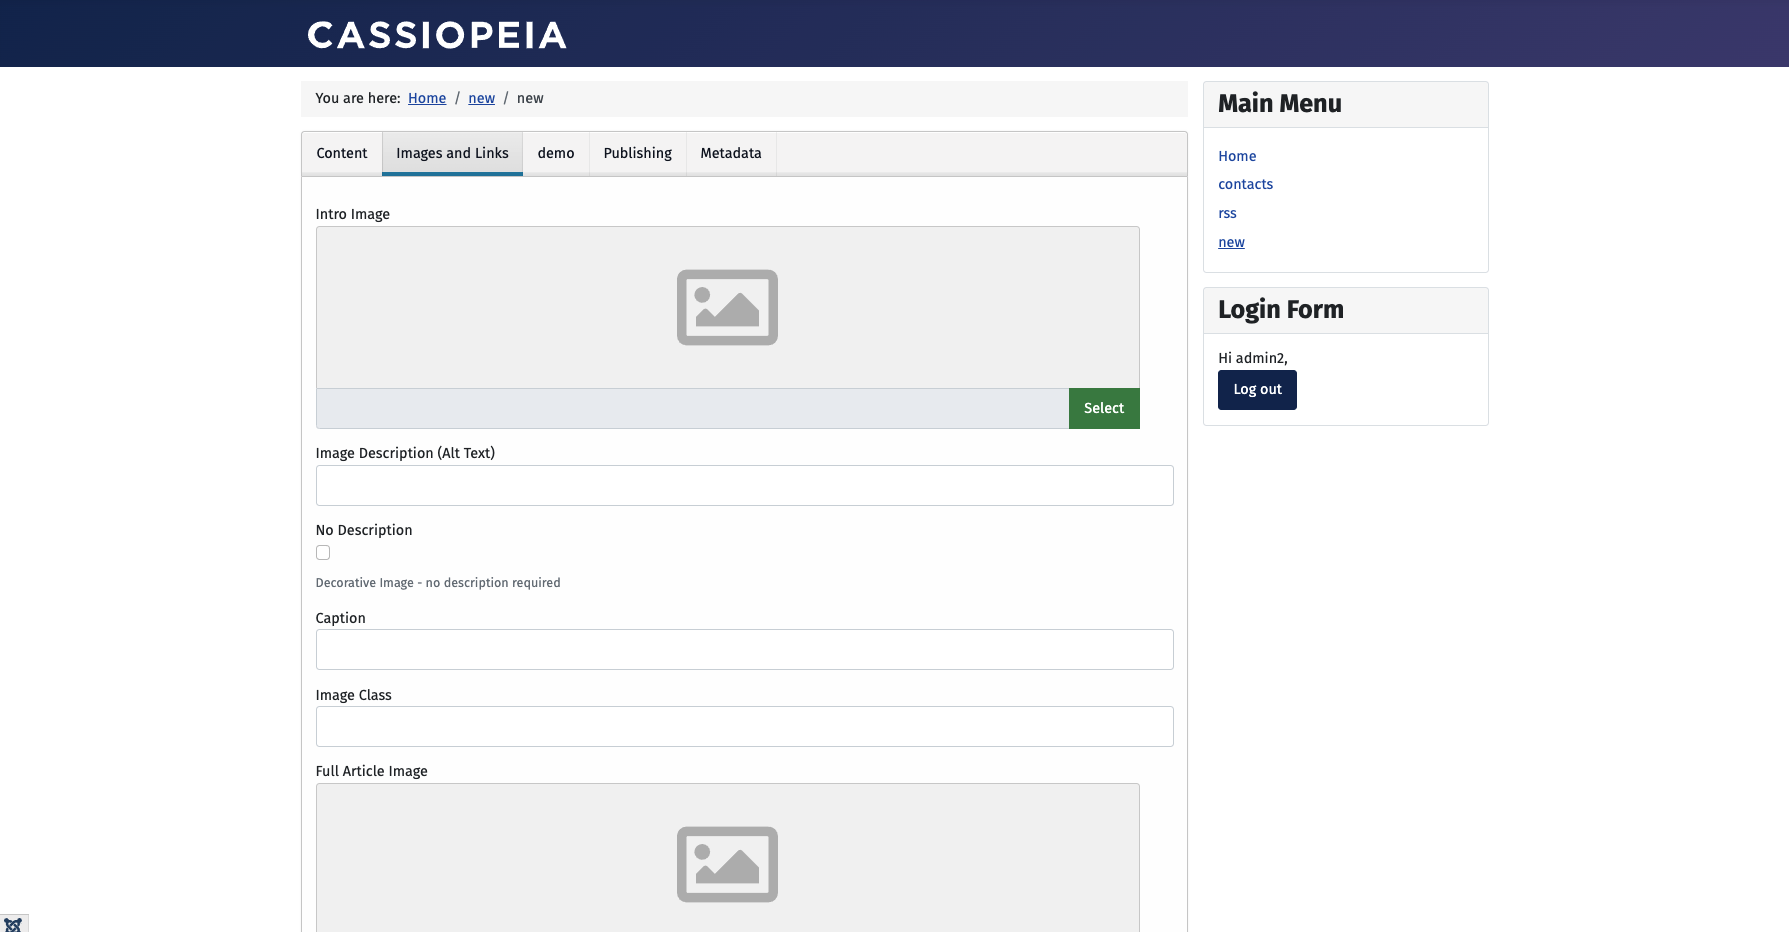 CASSIOPEIA
You are here: Home / new / new
Content Images and Links demo Publishing Metadata
Intro Image
Select
Image Description (Alt Text)
No Description
Decorative Image - no description required
Caption
Image Class
Full Article Image
Main Menu
Home
contacts
rss
new
Login Form
Hi admin2,
Log out